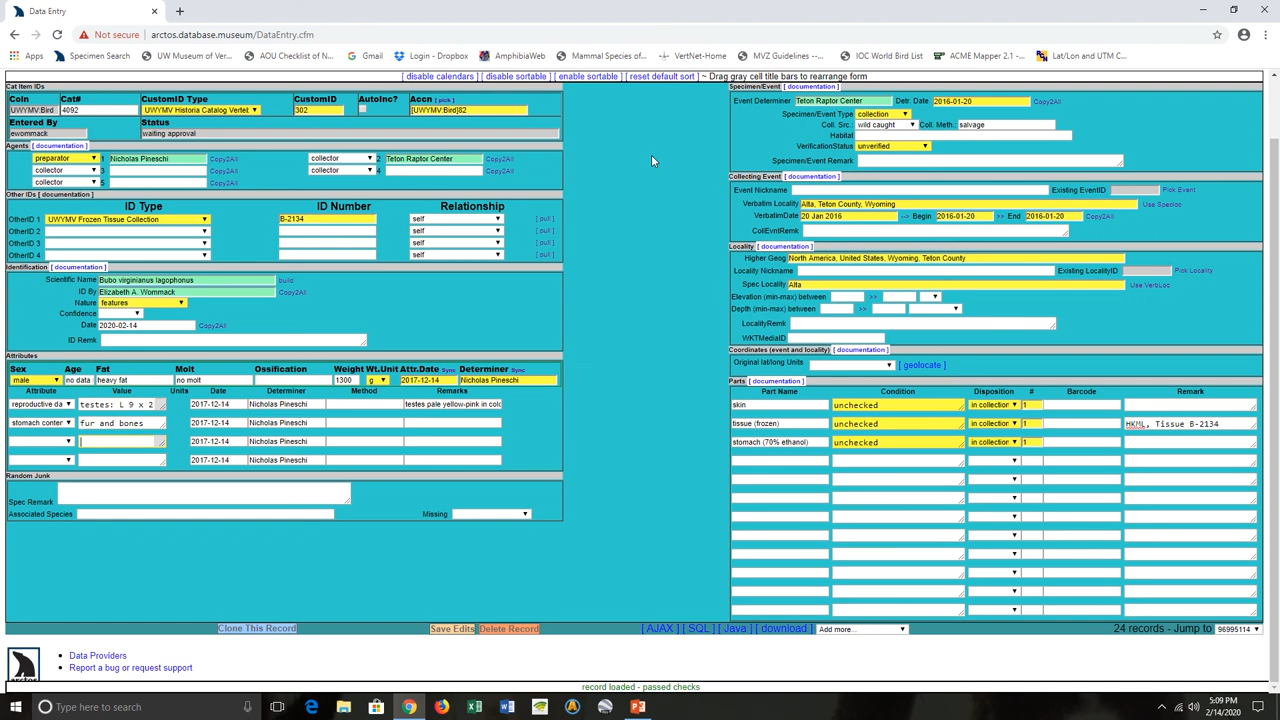 Data Entry
Not secure | arctos.database.museum/DataEntry.cfm
Apps
Specimen Search
UW Museum of Ver...
AOU Checklist of N...
Gmail
Login - Dropbox
AmphibiaWeb
Mammal Species of...
VertNet-Home
MVZ Guidelines --...
IOC World Bird List
ACME Mapper 2.1 -...
Lat/Lon and UTM C...
[ disable calendars ] [ disable sortable ] [ enable sortable ] [ reset default sort ] ~ Drag gray cell title bars to rearrange form
Cat Item IDs
Coln Cat# CustomID Type CustomID AutoInc? Accn [ pick ]
UWYMV:Bird 4092 UWYMV Historia Catalog Vertel 302 [UWYMV:Bird]82
Entered By Status
ewommack waiting approval
Agents [ documentation ]
preparator 1 Nicholas Pineschi Copy2All collector 2 Teton Raptor Center Copy2All
collector 3 Copy2All collector 4 Copy2All
collector 5 Copy2All
Other IDs [ documentation ]
ID Type ID Number Relationship
OtherID 1 UWYMV Frozen Tissue Collection B-2134 self [ pull ]
OtherID 2 self [ pull ]
OtherID 3 self [ pull ]
OtherID 4 self [ pull ]
Identification [ documentation ]
Scientific Name Bubo virginianus lagophonus build
ID By Elizabeth A. Wommack Copy2All
Nature features
Confidence
Date 2020-02-14 Copy2All
ID Remk
Attributes
Sex Age Fat Molt Ossification Weight Wt.Unit Attr.Date Sync Determiner Sync
male no data heavy fat no molt 1300 g 2017-12-14 Nicholas Pineschi
Attribute Value Units Date Determiner Method Remarks
reproductive da testes: L 9 x 2 2017-12-14 Nicholas Pineschi testes pale yellow-pink in colo
stomach conter fur and bones 2017-12-14 Nicholas Pineschi
2017-12-14 Nicholas Pineschi
2017-12-14 Nicholas Pineschi
Random Junk
Spec Remark
Associated Species Missing
Specimen/Event [ documentation ]
Event Determiner Teton Raptor Center Detr. Date 2016-01-20 Copy2All
Specimen/Event Type collection
Coll. Src.: wild caught Coll. Meth.: salvage
Habitat
VerificationStatus unverified
Specimen/Event Remark
Collecting Event [ documentation ]
Event Nickname Existing EventID Pick Event
Verbatim Locality Alta, Teton County, Wyoming Use Specloc
VerbatimDate 20 Jan 2016 --> Begin 2016-01-20 >> End 2016-01-20 Copy2All
CollEvntRemk
Locality [ documentation ]
Higher Geog North America, United States, Wyoming, Teton County
Locality Nickname Existing LocalityID Pick Locality
Spec Locality Alta Use VerbLoc
Elevation (min-max) between >>
Depth (min-max) between >>
LocalityRemk
WKTMediaID
Coordinates (event and locality) [ documentation ]
Original lat/long Units [ geolocate ]
Parts [ documentation ]
Part Name Condition Disposition # Barcode Remark
skin unchecked in collection 1
tissue (frozen) unchecked in collection 1 HKML, Tissue B-2134
stomach (70% ethanol) unchecked in collection 1
Clone This Record Save Edits Delete Record [ AJAX ] [ SQL ] [ Java ] [ download ] Add more... 24 records - Jump to 96995114
arctos
Data Providers
Report a bug or request support
record loaded - passed checks
Type here to search
5:09 PM
2/14/2020